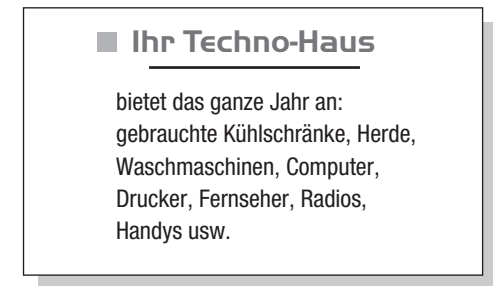 Ihr Techno-Haus
bietet das ganze Jahr an:
gebrauchte Kühlschränke, Herde,
Waschmaschinen, Computer,
Drucker, Fernseher, Radios,
Handys usw.